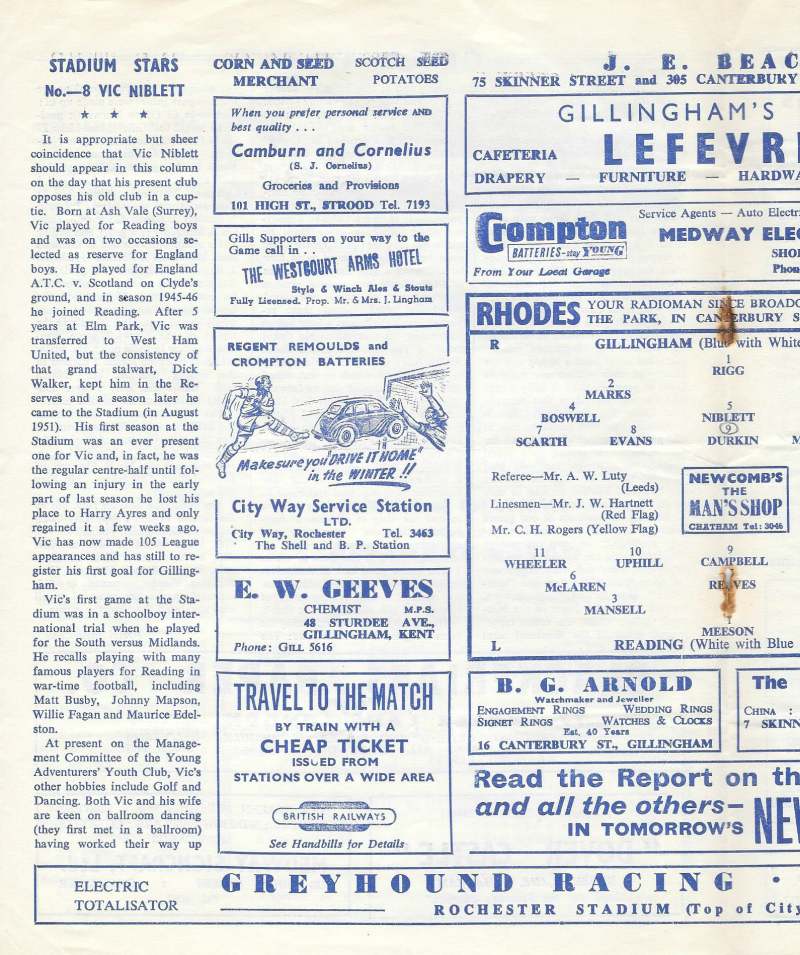 STADIUM STARS
No.—8 VIC NIBLETT
★ ★ ★
It is appropriate but sheer
coincidence that Vic Niblett
should appear in this column
on the day that his present club
opposes his old club in a cup-
tie. Born at Ash Vale (Surrey),
Vic played for Reading boys
and was on two occasions se-
lected as reserve for England
boys. He played for England
A.T.C. v. Scotland on Clyde's
ground, and in season 1945-46
he joined Reading. After 5
years at Elm Park, Vic was
transferred to West Ham
United, but the consistency of
that grand stalwart, Dick
Walker, kept him in the Re-
serves and a season later he
came to the Stadium (in August
1951). His first season at the
Stadium was an ever present
one for Vic and, in fact, he was
the regular centre-half until fol-
lowing an injury in the early
part of last season he lost his
place to Harry Ayres and only
regained it a few weeks ago.
Vic has now made 105 League
appearances and has still to re-
gister his first goal for Gilling-
ham.
Vic's first game at the Sta-
dium was in a schoolboy inter-
national trial when he played
for the South versus Midlands.
He recalls playing with many
famous players for Reading in
war-time football, including
Matt Busby, Johnny Mapson,
Willie Fagan and Maurice Edel-
ston.
At present on the Manage-
ment Committee of the Young
Adventurers' Youth Club, Vic's
other hobbies include Golf and
Dancing. Both Vic and his wife
are keen on ballroom dancing
(they first met in a ballroom)
having worked their way up
CORN AND SEED SCOTCH SEED
MERCHANT POTATOES
When you prefer personal service AND
best quality . . .
Camburn and Cornelius
(S. J. Cornelius)
Groceries and Provisions
101 HIGH ST., STROOD Tel. 7193
Gills Supporters on your way to the
Game call in . .
THE WESTCOURT ARMS HOTEL
Style & Winch Ales & Stouts
Fully Licensed. Prop. Mr. & Mrs. J. Lingham
REGENT REMOULDS and
CROMPTON BATTERIES
Make sure you "DRIVE IT HOME"
in the WINTER !!
City Way Service Station
LTD.
City Way, Rochester Tel. 3463
The Shell and B. P. Station
E. W. GEEVES
CHEMIST M.P.S.
48 STURDEE AVE.,
GILLINGHAM, KENT
Phone: GILL 5616
TRAVEL TO THE MATCH
BY TRAIN WITH A
CHEAP TICKET
ISSUED FROM
STATIONS OVER A WIDE AREA
BRITISH RAILWAYS
See Handbills for Details
J. E. BEAC
75 SKINNER STREET and 305 CANTERBURY
GILLINGHAM'S
CAFETERIA LEFEVR
DRAPERY — FURNITURE — HARDWA
Crompton
BATTERIES-stay YOUNG
From Your Local Garage
Service Agents — Auto Electri
MEDWAY ELEC
SHOP
Phon
RHODES YOUR RADIOMAN SINCE BROADC
THE PARK, IN CANTERBURY S
R GILLINGHAM (Blue with White
1
RIGG
2
MARKS
4 5
BOSWELL NIBLETT
7 8 9
SCARTH EVANS DURKIN M
Referee—Mr. A. W. Luty
(Leeds)
Linesmen—Mr. J. W. Hartnett
(Red Flag)
Mr. C. H. Rogers (Yellow Flag)
NEWCOMB'S
THE
MAN'S SHOP
CHATHAM Tel: 3046
11 10 9
WHEELER UPHILL CAMPBELL
6
McLAREN REEVES
3
MANSELL
1
MEESON
L READING (White with Blue
B. G. ARNOLD
Watchmaker and Jeweller
ENGAGEMENT RINGS WEDDING RINGS
SIGNET RINGS WATCHES & CLOCKS
Est. 40 Years
16 CANTERBURY ST., GILLINGHAM
The
CHINA :
7 SKINN
Read the Report on th
and all the others—
IN TOMORROW'S NEW
ELECTRIC
TOTALISATOR
GREYHOUND RACING ·
ROCHESTER STADIUM (Top of City